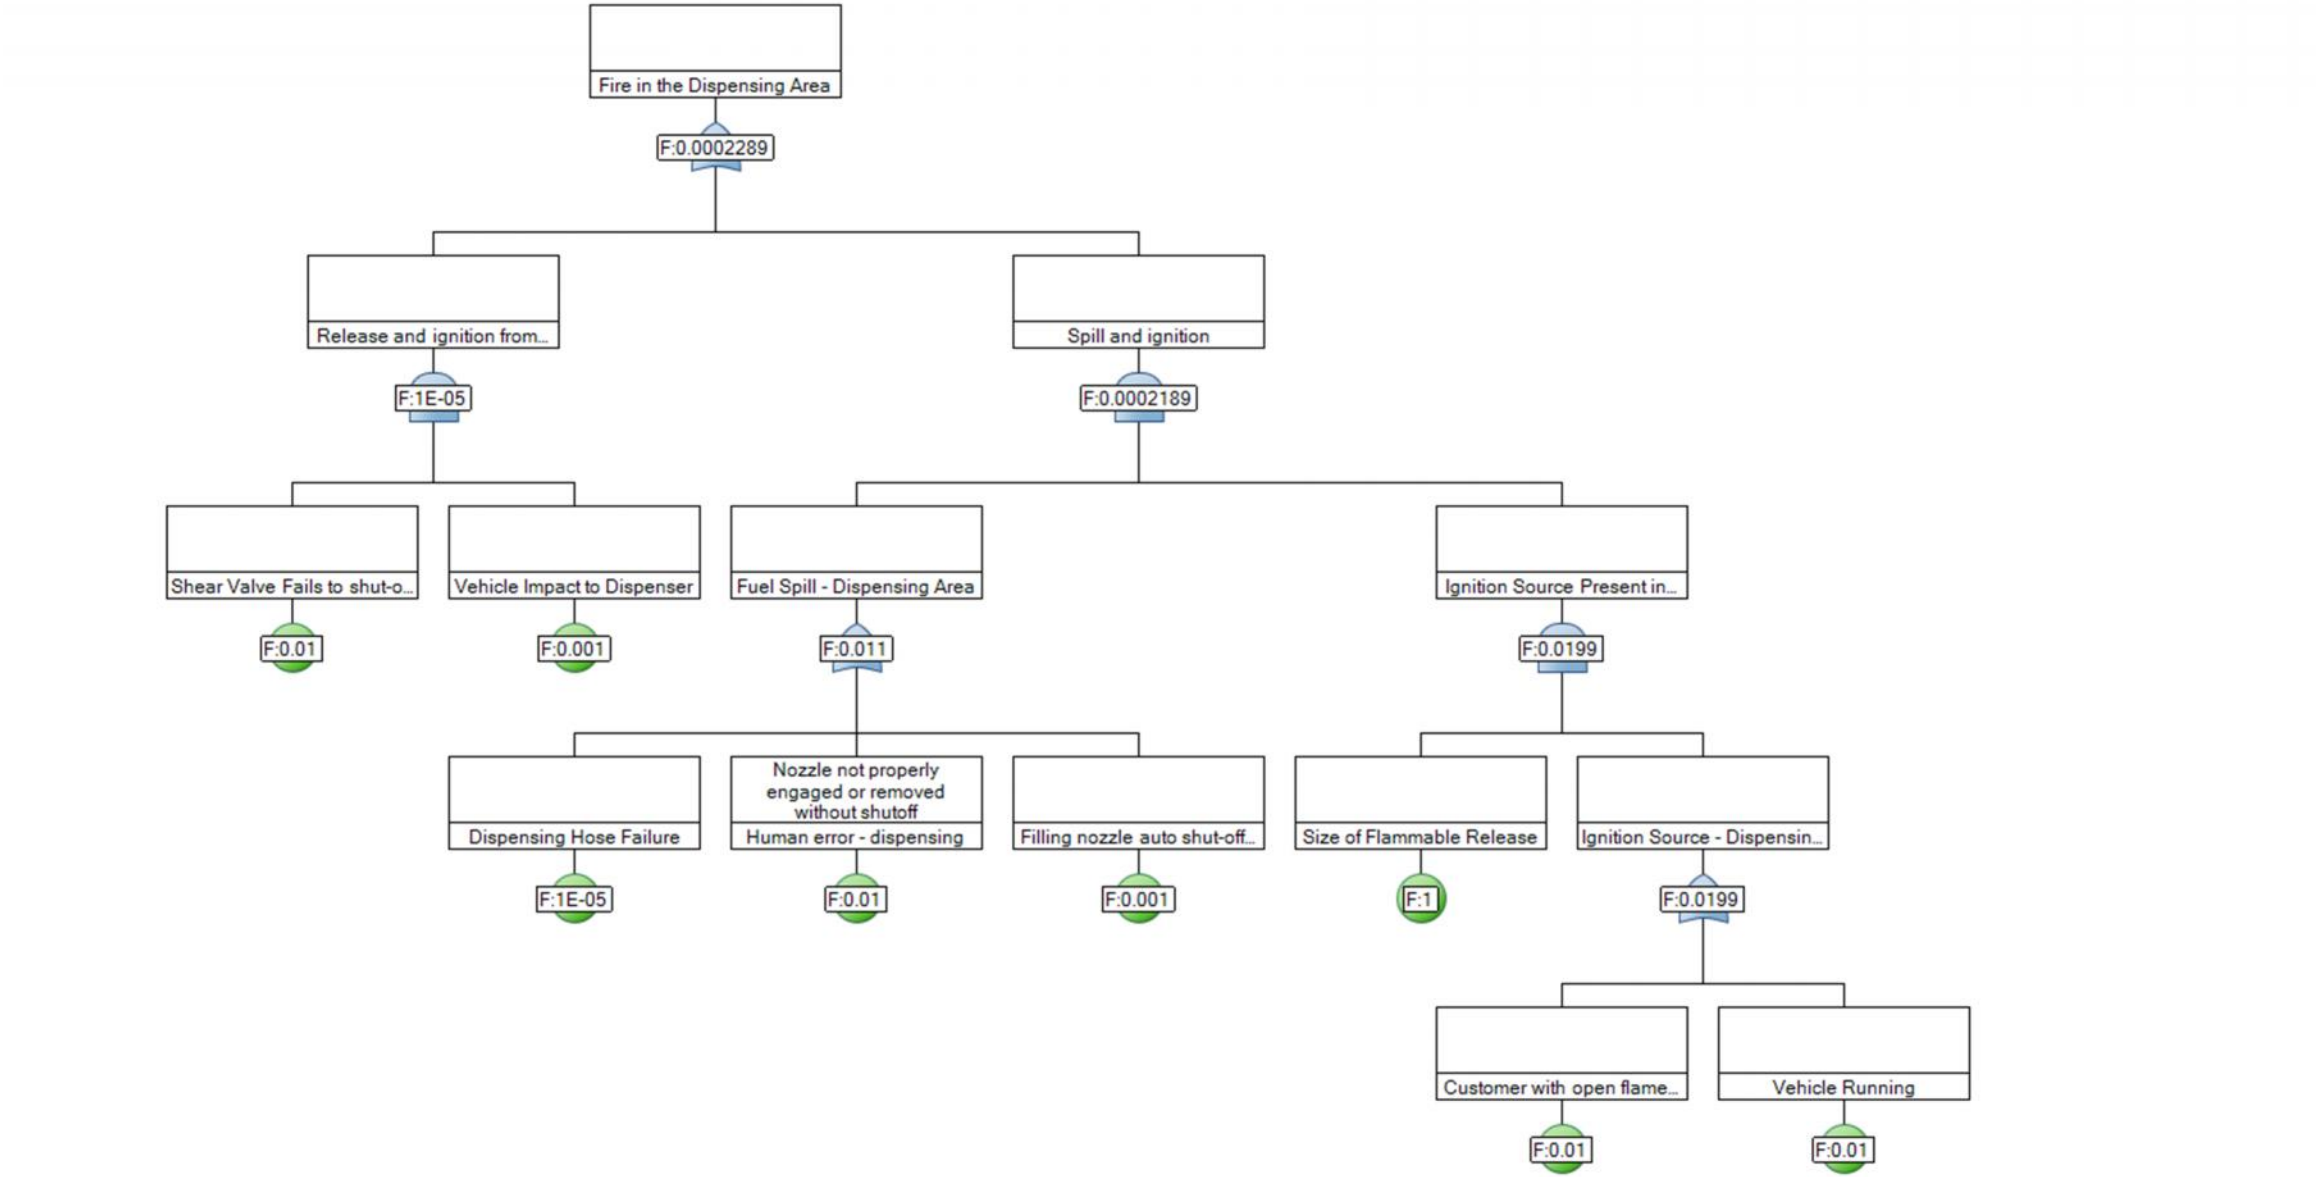 Fire in the Dispensing Area
F:0.0002289
Release and ignition from...
Spill and ignition
F:1E-05
F:0.0002189
Shear Valve Fails to shut-o...
Vehicle Impact to Dispenser
Fuel Spill - Dispensing Area
Ignition Source Present in...
F:0.01
F:0.001
F:0.011
F:0.0199
Nozzle not properly
engaged or removed
without shutoff
Dispensing Hose Failure
Human error - dispensing
Filling nozzle auto shut-off...
Size of Flammable Release
Ignition Source - Dispensin...
F:1E-05
F:0.01
F:0.001
F:1
F:0.0199
Customer with open flame...
Vehicle Running
F:0.01
F:0.01